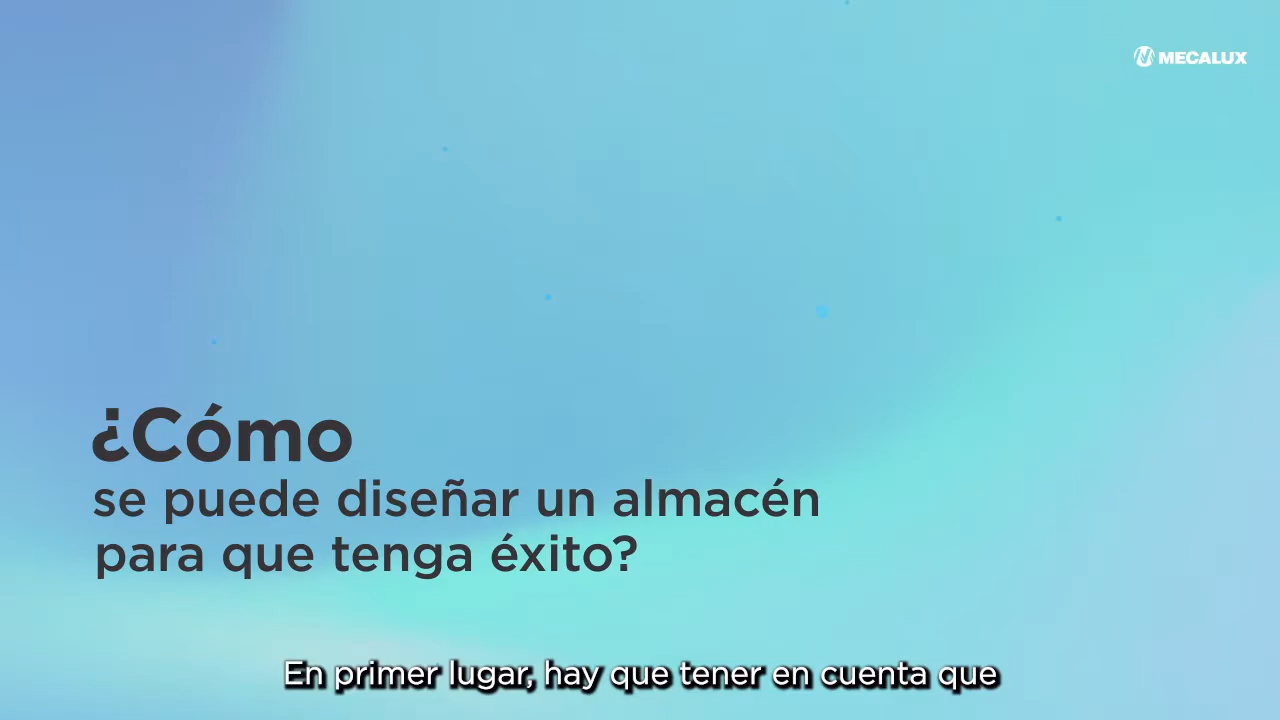 MECALUX
¿Cómo
se puede diseñar un almacén
para que tenga éxito?
En primer lugar, hay que tener en cuenta que